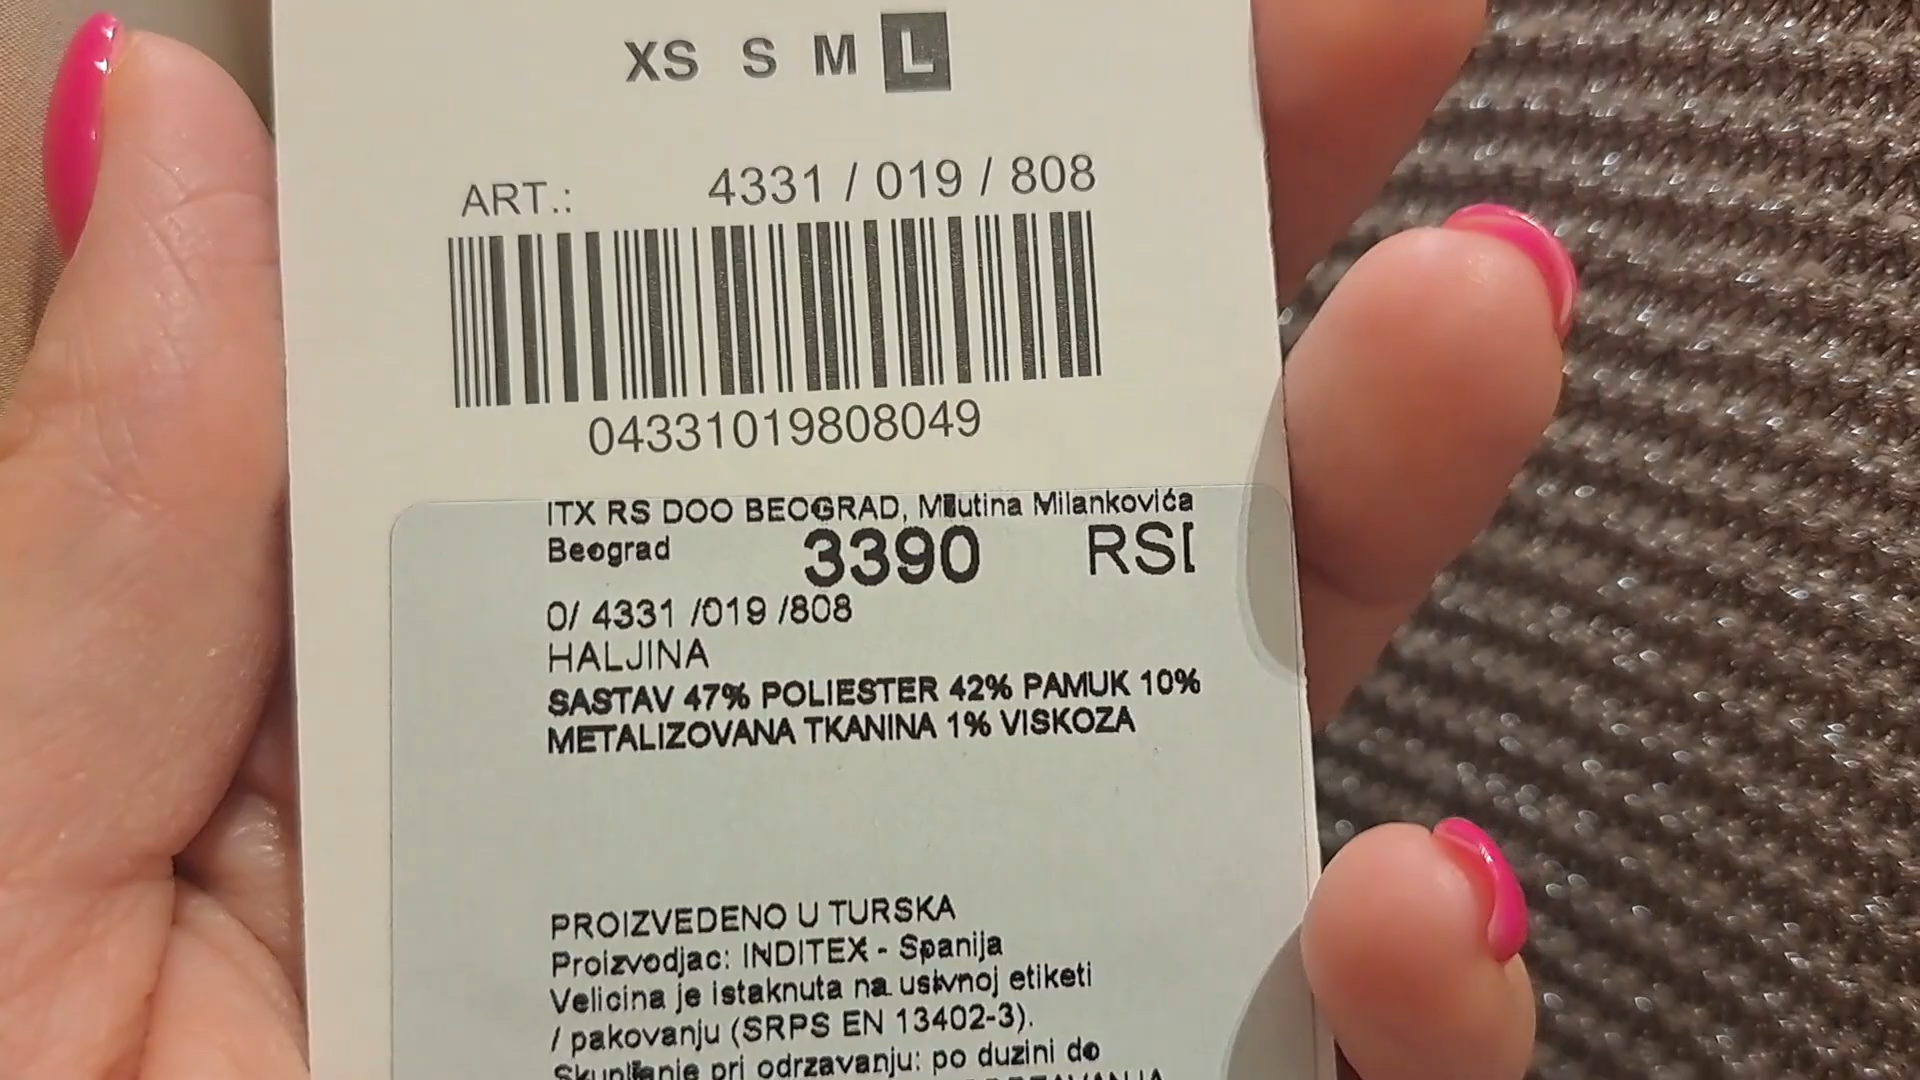 XS S M L
ART.: 4331 / 019 / 808
04331019808049
ITX RS DOO BEOGRAD, Milutina Milankovića
Beograd 3390 RSD
0/ 4331 /019 /808
HALJINA
SASTAV 47% POLIESTER 42% PAMUK 10%
METALIZOVANA TKANINA 1% VISKOZA
PROIZVEDENO U TURSKA
Proizvodjac: INDITEX - Spanija
Velicina je istaknuta na usivnoj etiketi
/ pakovanju (SRPS EN 13402-3).
Skupljanje pri odrzavanju: po duzini do